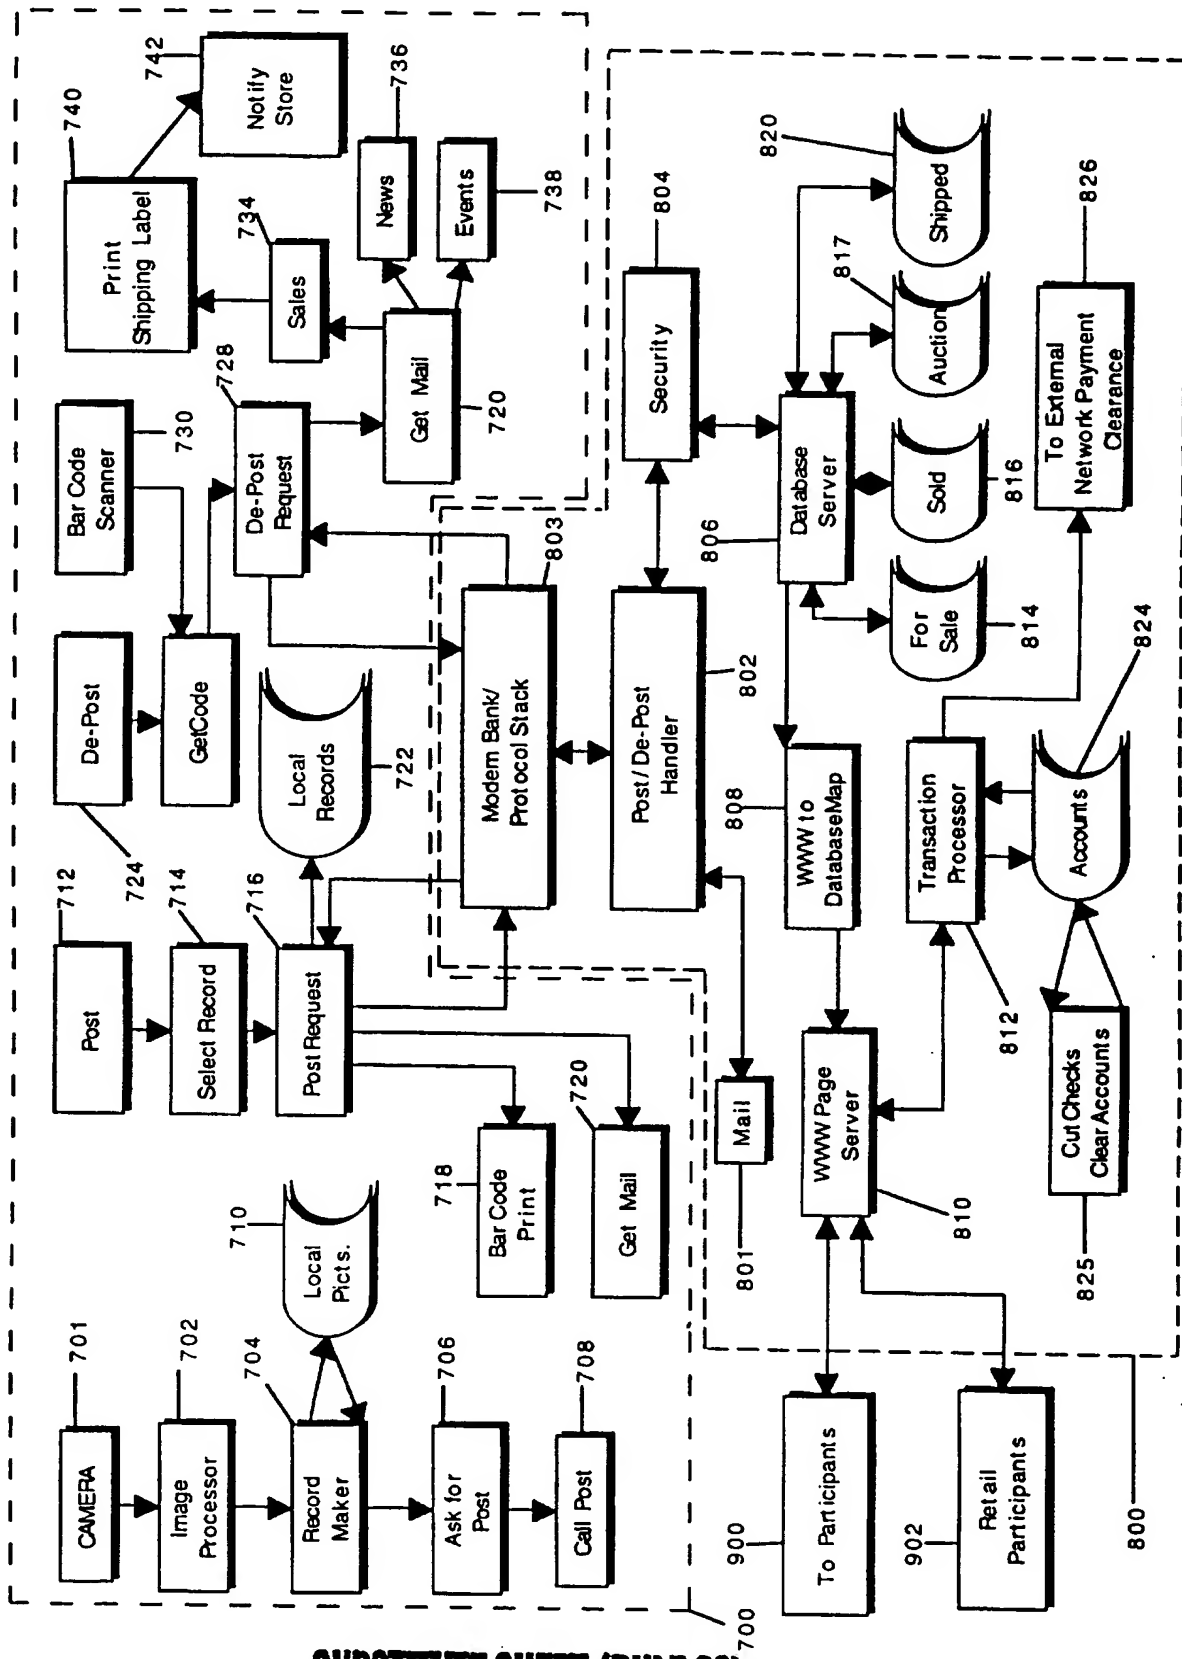 CAMERA
701
Image
Processor
702
Record
Maker
704
Local
Picts.
710
Ask for
Post
706
Call Post
708
Post
712
Select Record
714
Post Request
716
Local
Records
722
Bar Code
Print
718
Get Mail
720
De-Post
724
GetCode
Bar Code
Scanner
730
De-Post
Request
728
Get Mail
720
Sales
734
News
736
Events
738
Print
Shipping Label
740
Notify
Store
742
700
Modem Bank/
Protocol Stack
803
Post/De-Post
Handler
802
Security
804
Mail
801
Database
Server
806
WWW to
DatabaseMap
808
WWW Page
Server
810
For
Sale
814
Sold
816
Auction
817
Shipped
820
Transaction
Processor
812
Accounts
824
Cut Checks
Clear Accounts
825
To External
Network Payment
Clearance
826
To Participants
900
Retail
Participants
902
800